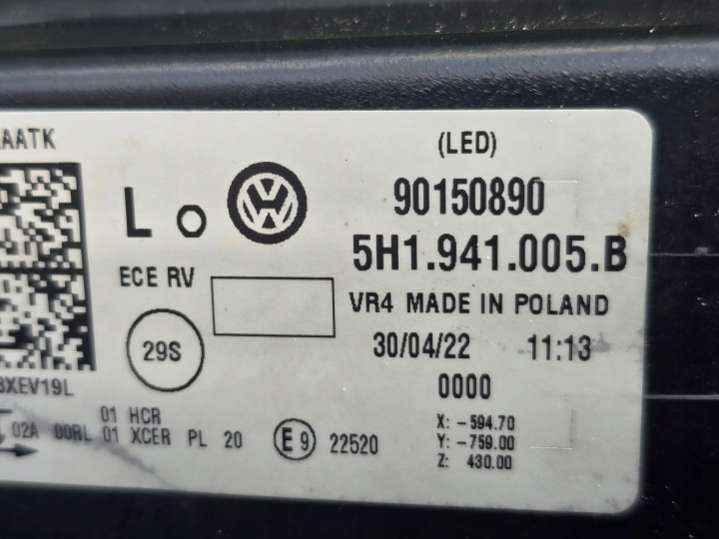 AATK
(LED)
L
90150890
5H1.941.005.B
ECE RV
VR4 MADE IN POLAND
29S
30/04/22 11:13
XEV19L
0000
01 HCR
02A 00RL 01 XCER PL 20
E9 22520
X: -594.70
Y: -759.00
Z: 430.00